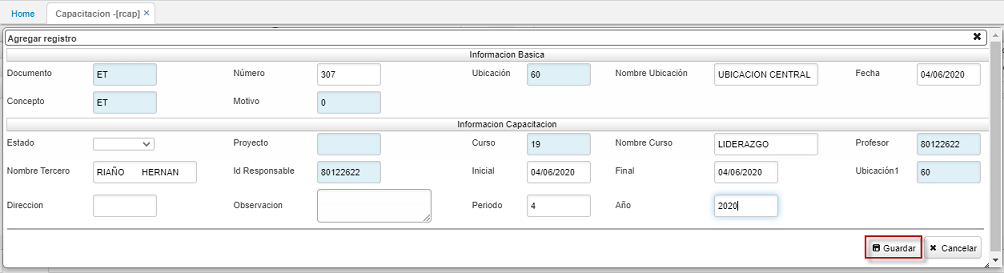 Home Capacitacion -[rcap] ×
Agregar registro
Informacion Basica
Documento ET Número 307 Ubicación 60 Nombre Ubicación UBICACION CENTRAL Fecha 04/06/2020
Concepto ET Motivo 0
Informacion Capacitacion
Estado Proyecto Curso 19 Nombre Curso LIDERAZGO Profesor 80122622
Nombre Tercero RIAÑO HERNAN Id Responsable 80122622 Inicial 04/06/2020 Final 04/06/2020 Ubicación1 60
Direccion Observacion Periodo 4 Año 2020
Guardar Cancelar